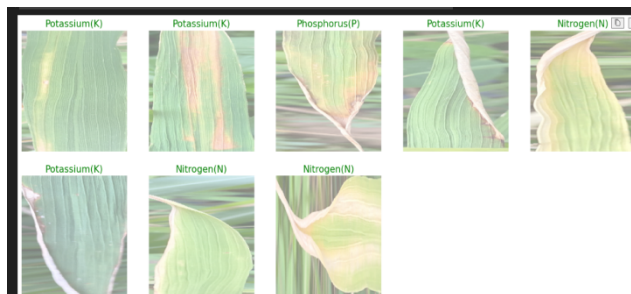 Potassium(K) Potassium(K) Phosphorus(P) Potassium(K) Nitrogen(N)
Potassium(K) Nitrogen(N) Nitrogen(N)